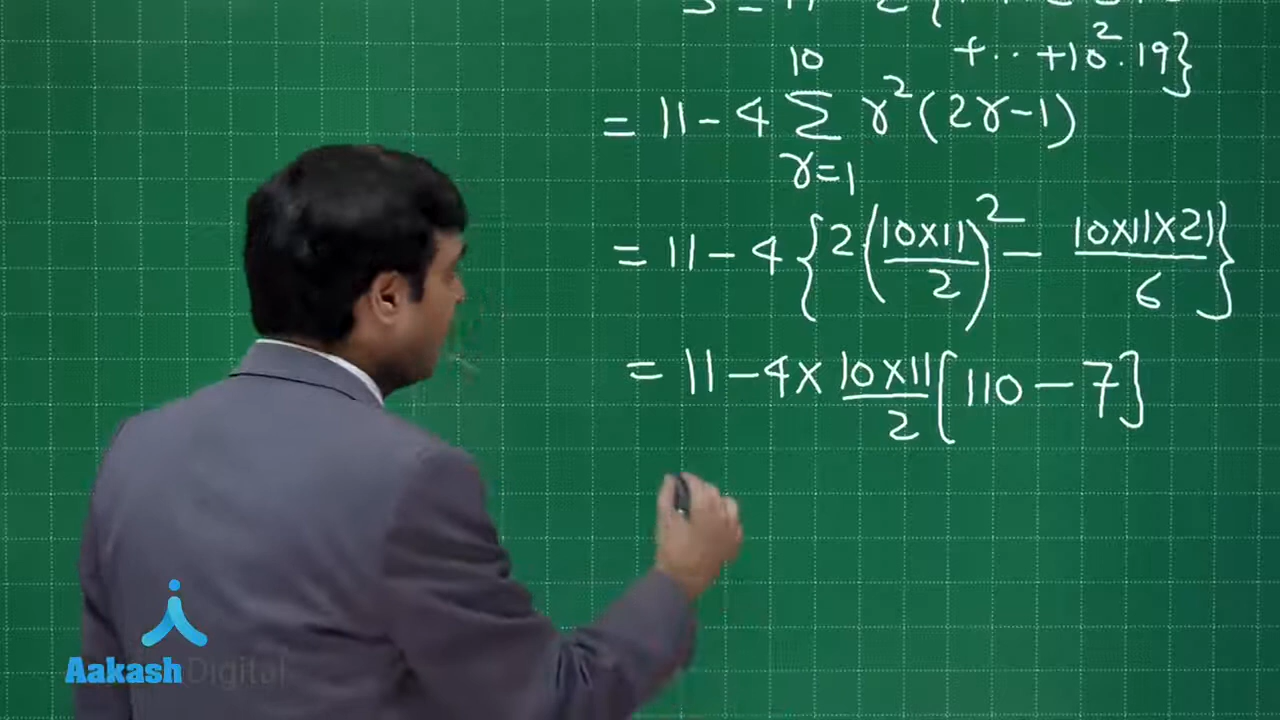 + ·· +10². 19}
= 11 - 4 10 Σ r=1 r² (2r-1)
= 11 - 4 {2 (10×11/2)² - 10×11×21/6}
= 11 - 4 × 10×11/2 [110 - 7]
Aakash Digital